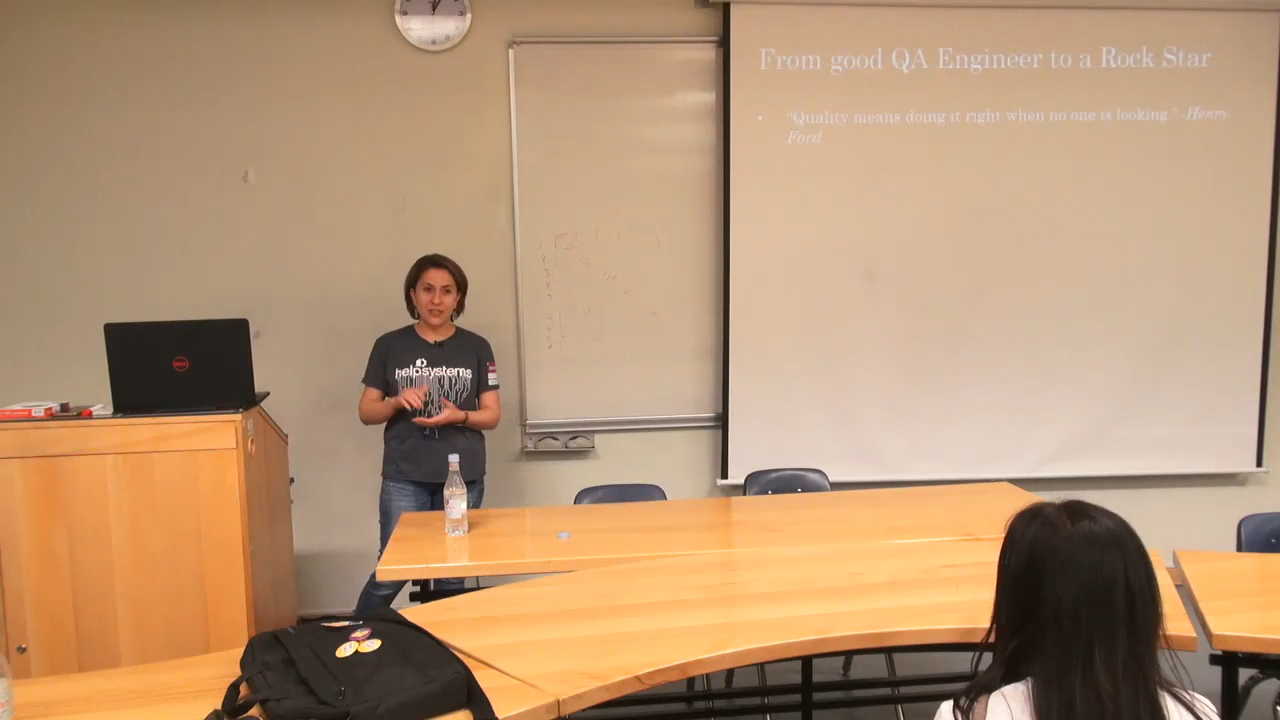 From good QA Engineer to a Rock Star
• "Quality means doing it right when no one is looking." -Henry
Ford
helpsystems
DELL